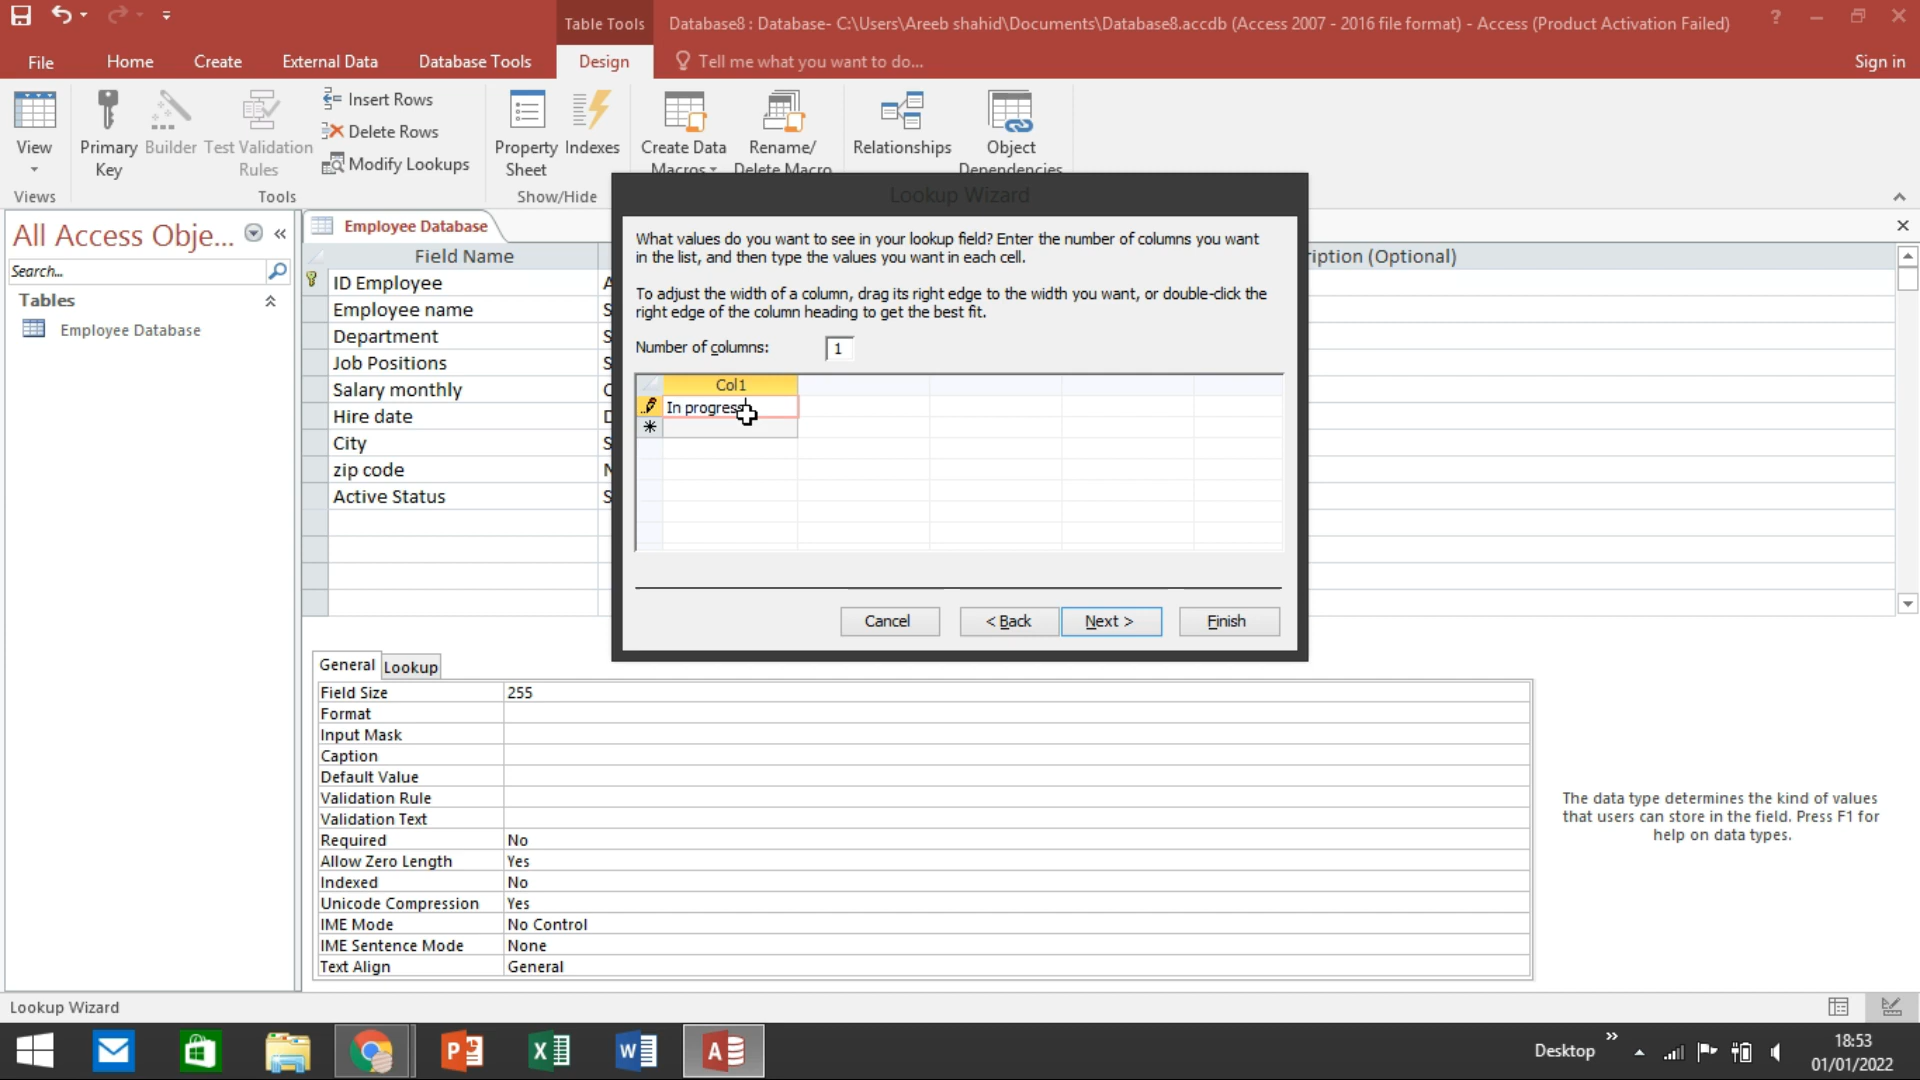 Table Tools
Database8 : Database- C:\Users\Areeb shahid\Documents\Database8.accdb (Access 2007 - 2016 file format) - Access (Product Activation Failed)
File
Home
Create
External Data
Database Tools
Design
Tell me what you want to do...
Sign in
View
Primary Key
Builder
Test Validation Rules
Insert Rows
Delete Rows
Modify Lookups
Property Sheet
Indexes
Create Data Macros
Rename/ Delete Macro
Relationships
Object Dependencies
Views
Tools
Show/Hide
All Access Obje...
Search...
Tables
Employee Database
Employee Database
Field Name
ription (Optional)
ID Employee
A
Employee name
S
Department
S
Job Positions
S
Salary monthly
C
Hire date
D
City
S
zip code
N
Active Status
S
Lookup Wizard
What values do you want to see in your lookup field? Enter the number of columns you want
in the list, and then type the values you want in each cell.
To adjust the width of a column, drag its right edge to the width you want, or double-click the
right edge of the column heading to get the best fit.
Number of columns:
1
Col1
In progress
Cancel
< Back
Next >
Finish
General
Lookup
Field Size
255
Format
Input Mask
Caption
Default Value
Validation Rule
Validation Text
Required
No
Allow Zero Length
Yes
Indexed
No
Unicode Compression
Yes
IME Mode
No Control
IME Sentence Mode
None
Text Align
General
The data type determines the kind of values
that users can store in the field. Press F1 for
help on data types.
Lookup Wizard
Desktop
18:53
01/01/2022